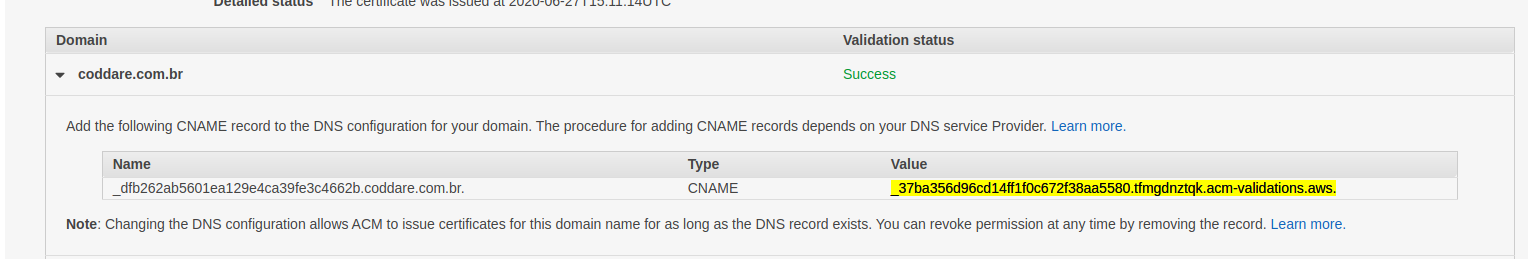 Detailed status The certificate was issued at 2020-06-27T15:11:14UTC
Domain Validation status
coddare.com.br Success
Add the following CNAME record to the DNS configuration for your domain. The procedure for adding CNAME records depends on your DNS service Provider. Learn more.
Name Type Value
_dfb262ab5601ea129e4ca39fe3c4662b.coddare.com.br. CNAME _37ba356d96cd14ff1f0c672f38aa5580.tfmgdnztqk.acm-validations.aws.
Note: Changing the DNS configuration allows ACM to issue certificates for this domain name for as long as the DNS record exists. You can revoke permission at any time by removing the record. Learn more.